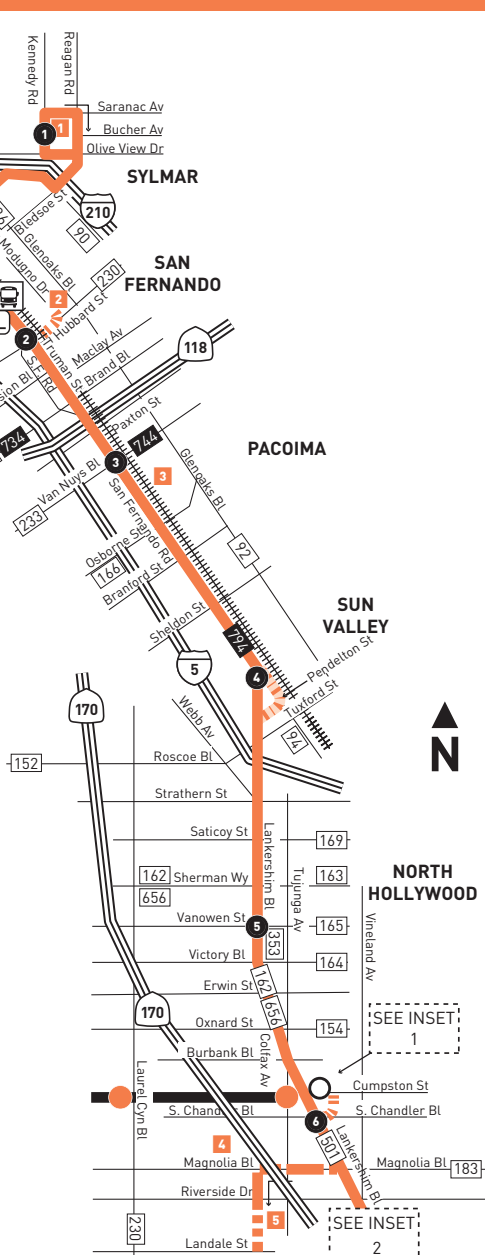 Kennedy Rd
Reagan Rd
Saranac Av
1
1
Bucher Av
Olive View Dr
SYLMAR
Bledsoe St
210
90
Glenoaks Bl
Modugno Dr
SAN
FERNANDO
230
2
Hubbard St
2
Truman St
S.F. Rd
Maclay Av
Brand Bl
118
734
Paxton St
744
PACOIMA
3
3
Van Nuys Bl
233
San Fernando Rd
Glenoaks Bl
Osborne St
166
Branford St
92
Sheldon St
SUN
VALLEY
794
5
4
Pendelton St
Tuxford St
94
170
Webb Av
N
152
Roscoe Bl
Strathern St
Saticoy St
169
Lankershim Bl
Tujunga Av
162
Sherman Wy
163
656
NORTH
HOLLYWOOD
Vanowen St
5
353
165
Vineland Av
Victory Bl
164
162
656
Erwin St
170
Oxnard St
154
SEE INSET
1
Burbank Bl
Colfax Av
Laurel Cyn Bl
Cumpston St
S. Chandler Bl
6
S. Chandler Bl
4
501
Lankershim Bl
Magnolia Bl
Magnolia Bl
183
Riverside Dr
230
5
SEE INSET
2
Landale St